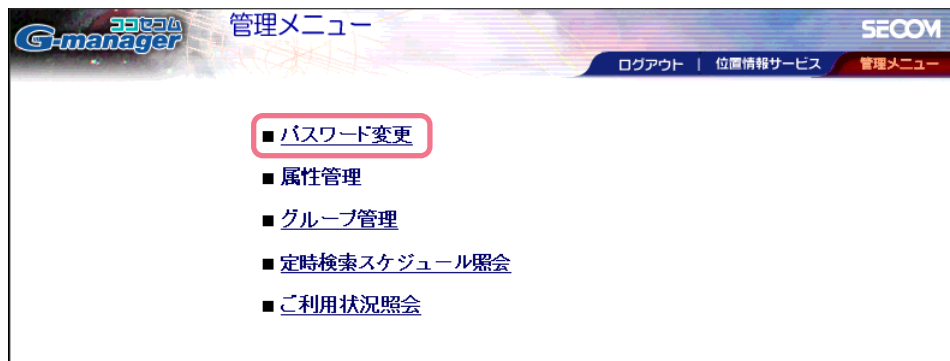 ココセコム
G-manager
管理メニュー
SECOM
ログアウト | 位置情報サービス 管理メニュー
■ パスワード変更
■ 属性管理
■ グループ管理
■ 定時検索スケジュール照会
■ ご利用状況照会